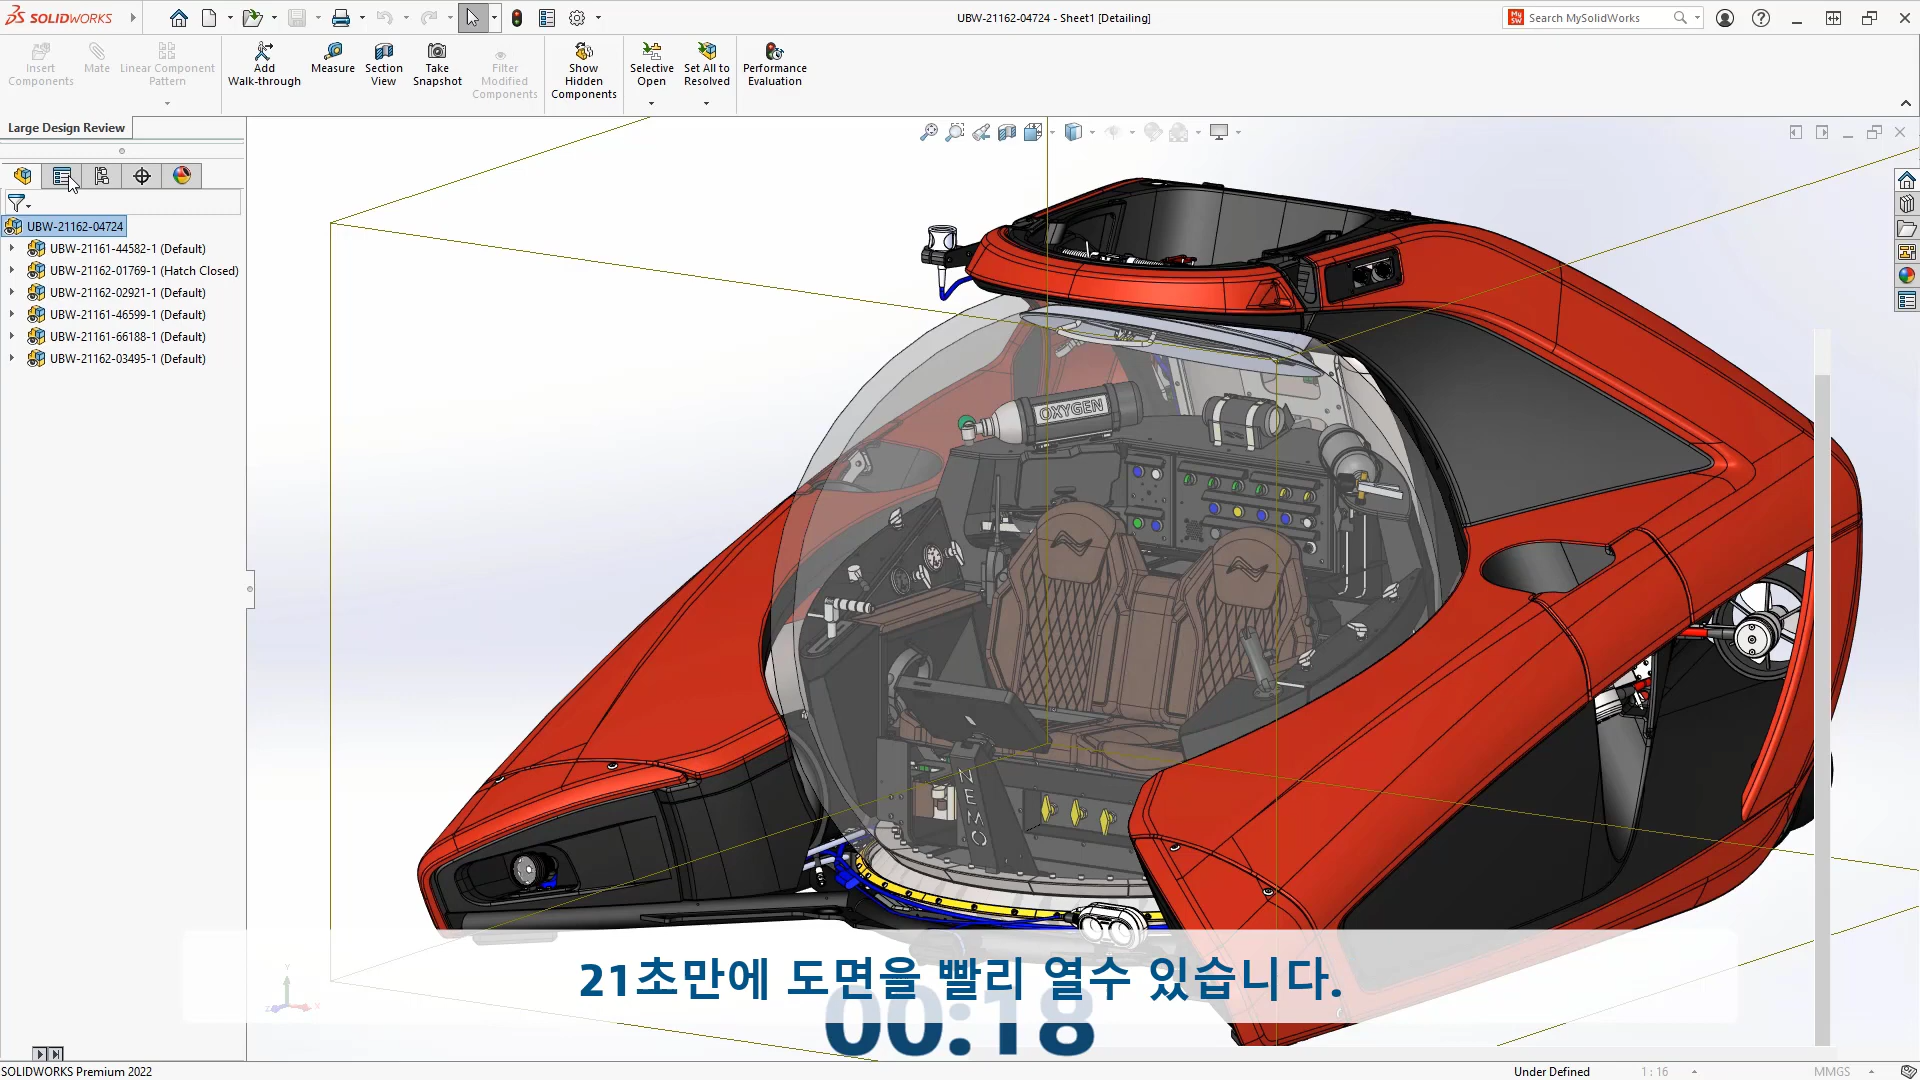 SOLIDWORKS
UBW-21162-04724 - Sheet1 [Detailing]
Search MySolidWorks
Insert Components
Mate
Linear Component Pattern
Add Walk-through
Measure
Section View
Take Snapshot
Filter Modified Components
Show Hidden Components
Selective Open
Set All to Resolved
Performance Evaluation
Large Design Review
UBW-21162-04724
UBW-21161-44582-1 (Default)
UBW-21162-01769-1 (Hatch Closed)
UBW-21162-02921-1 (Default)
UBW-21161-46599-1 (Default)
UBW-21161-66188-1 (Default)
UBW-21162-03495-1 (Default)
OXYGEN
NEMO
21초만에 도면을 빨리 열수 있습니다.
00:18
SOLIDWORKS Premium 2022
Under Defined
1 : 16
MMGS